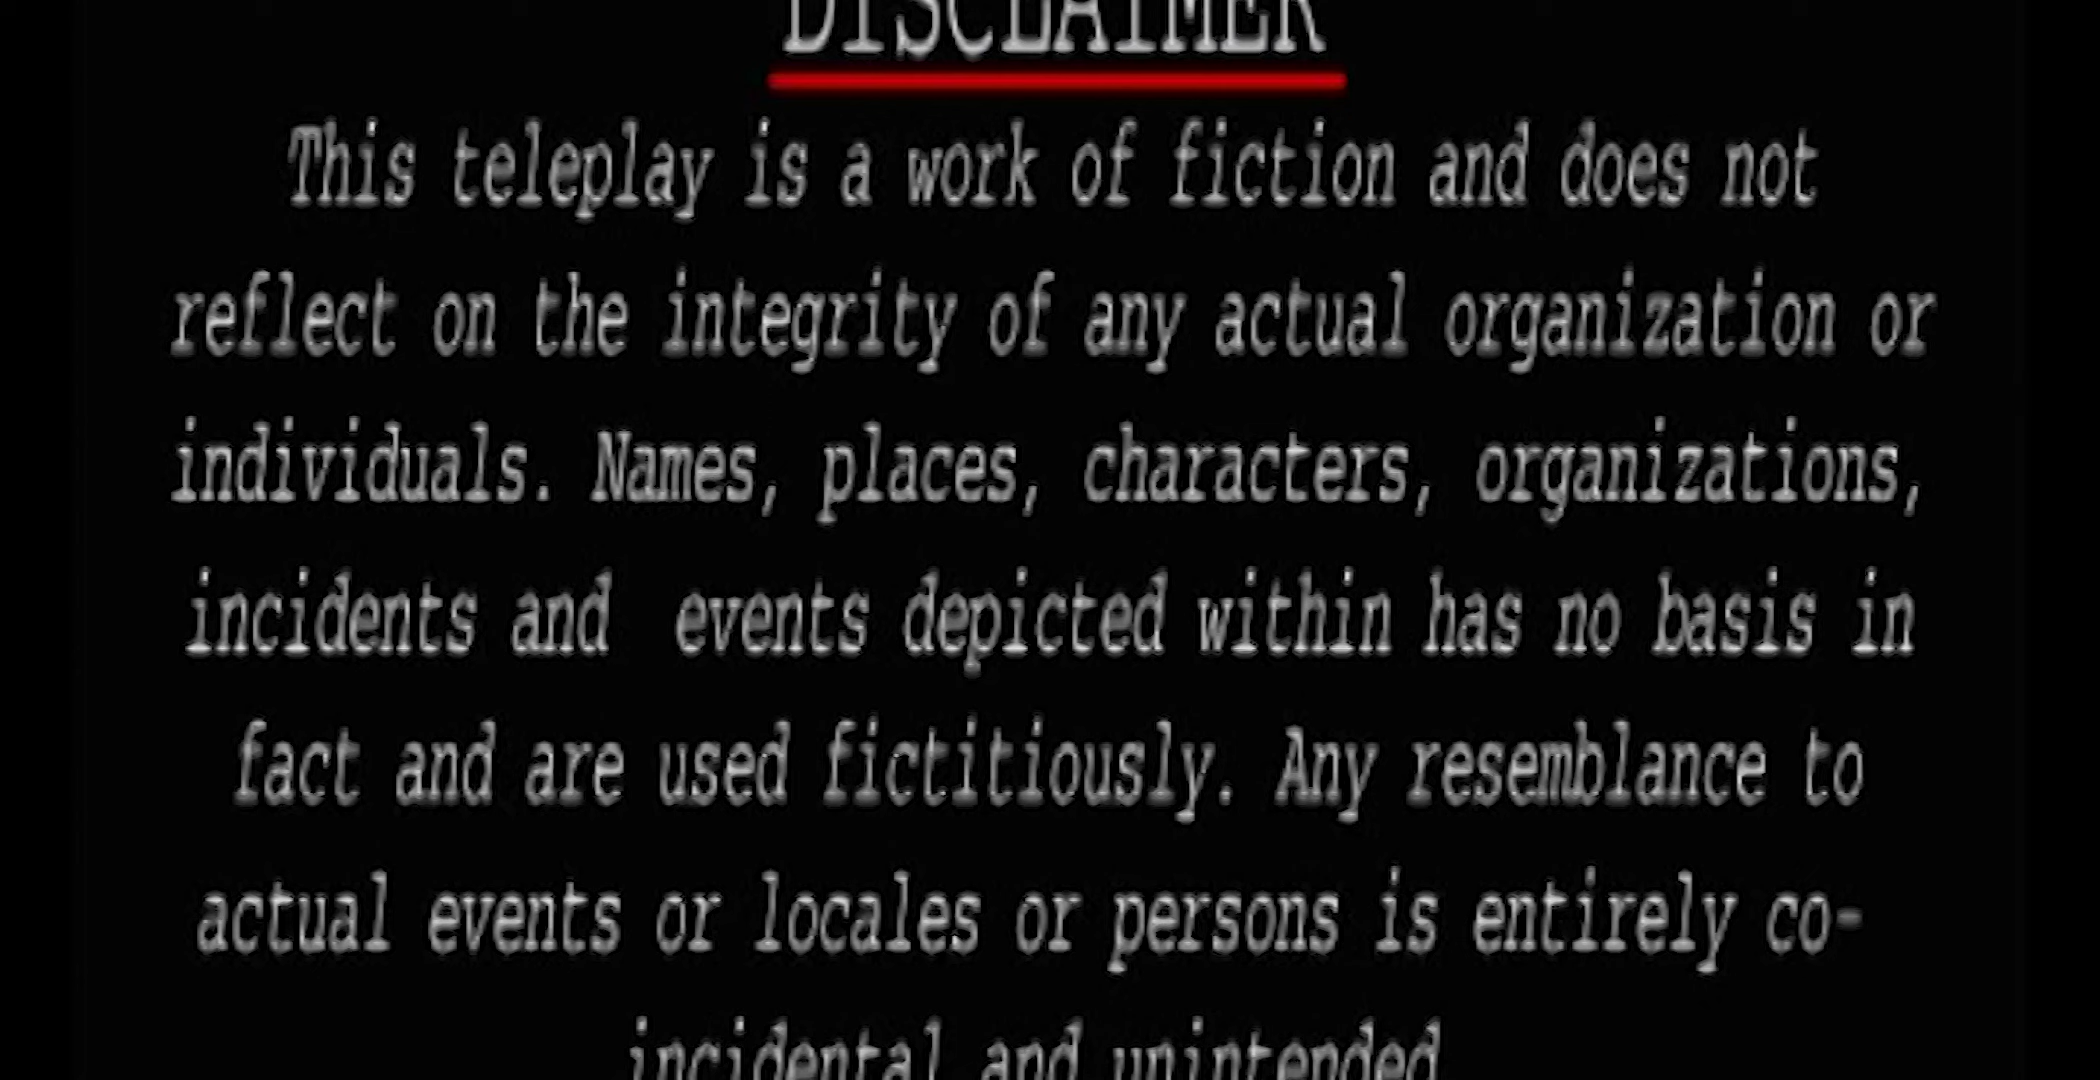 DISCLAIMER
This teleplay is a work of fiction and does not
reflect on the integrity of any actual organization or
individuals. Names, places, characters, organizations,
incidents and  events depicted within has no basis in
fact and are used fictitiously. Any resemblance to
actual events or locales or persons is entirely co-
incidental and unintended